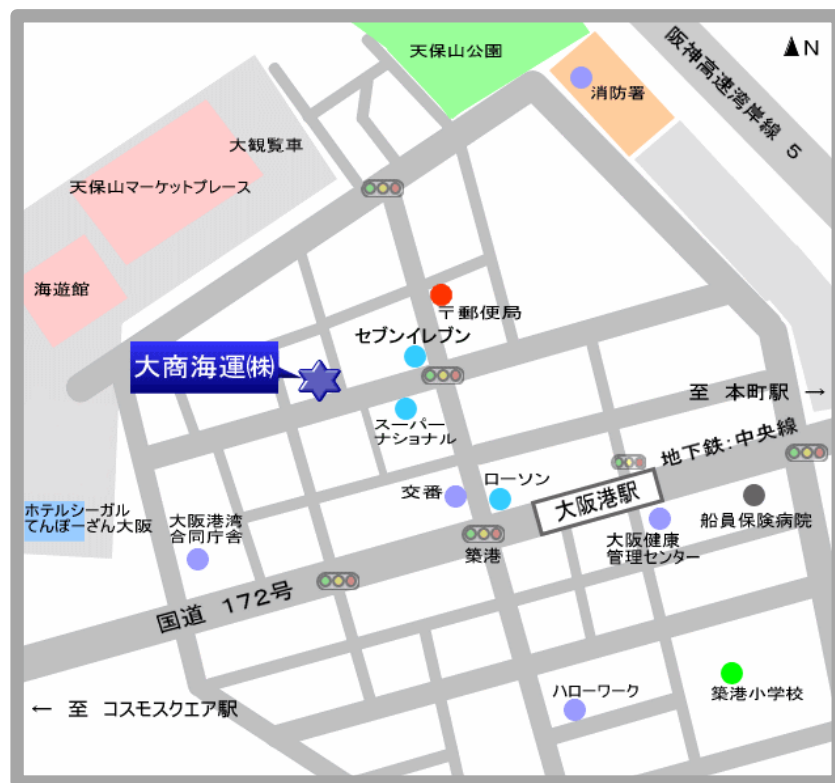 天保山公園
N
阪神高速湾岸線 5
消防署
大観覧車
天保山マーケットプレース
海遊館
〒郵便局
セブンイレブン
大商海運㈱
至 本町駅 →
スーパー
ナショナル
地下鉄:中央線
交番
ローソン
大阪港駅
ホテルシーガル
てんぽーざん大阪
大阪港湾
合同庁舎
船員保険病院
大阪健康
管理センター
築港
国道 172号
ハローワーク
築港小学校
← 至 コスモスクエア駅